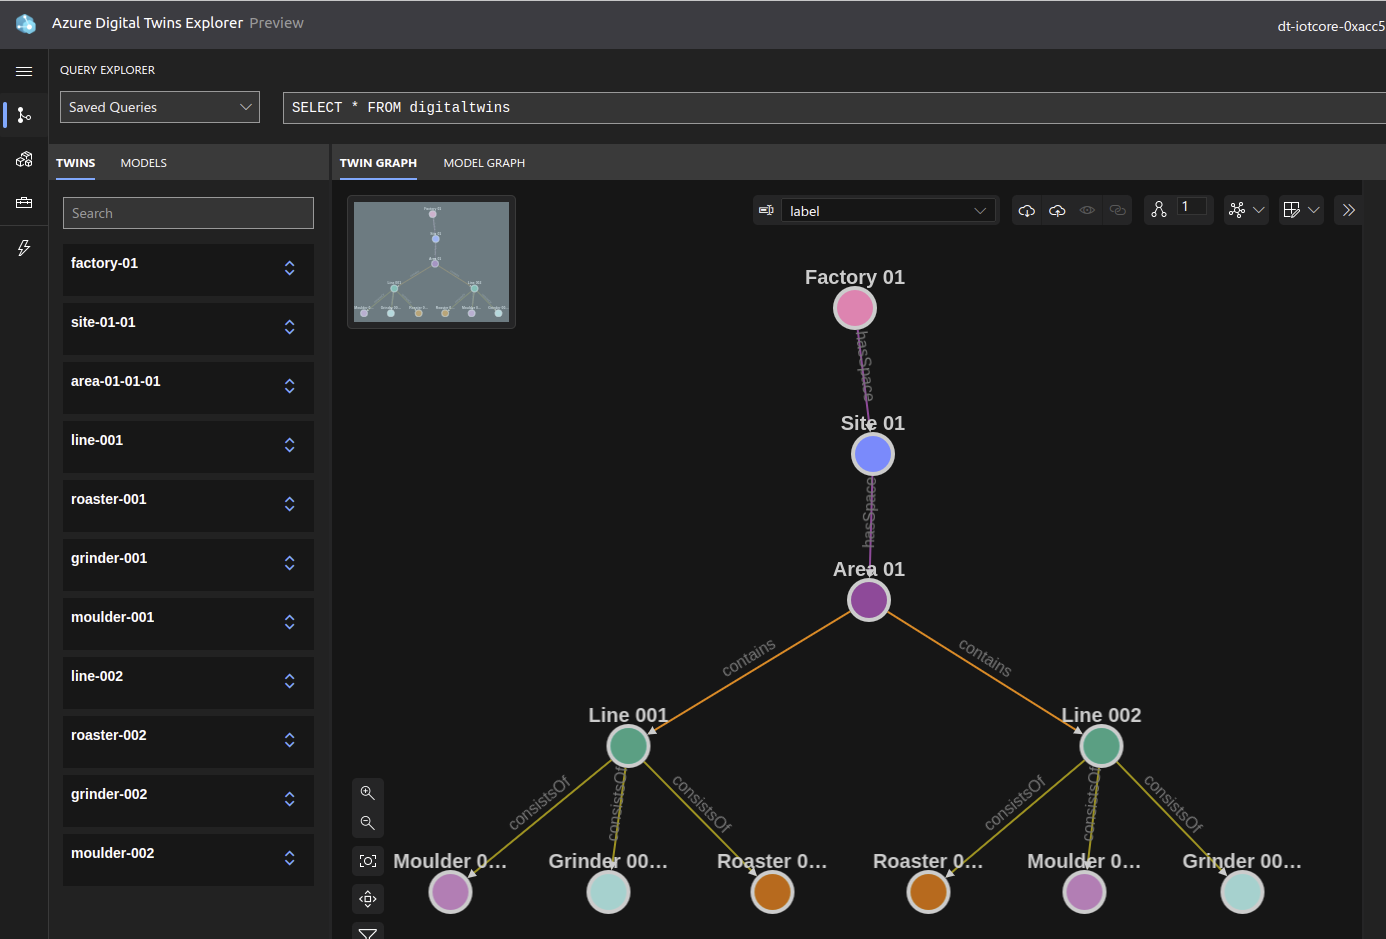 Azure Digital Twins Explorer Preview
dt-iotcore-0xacc5
QUERY EXPLORER
Saved Queries
SELECT * FROM digitaltwins
TWINS MODELS
TWIN GRAPH MODEL GRAPH
Search
label
1
factory-01
site-01-01
area-01-01-01
line-001
roaster-001
grinder-001
moulder-001
line-002
roaster-002
grinder-002
moulder-002
Factory 01
hasSpace
Site 01
hasSpace
Area 01
contains
contains
Line 001
Line 002
consistsOf
consistsOf
consistsOf
consistsOf
consistsOf
consistsOf
Moulder 0...
Grinder 00...
Roaster 0...
Roaster 0...
Moulder 0...
Grinder 00...